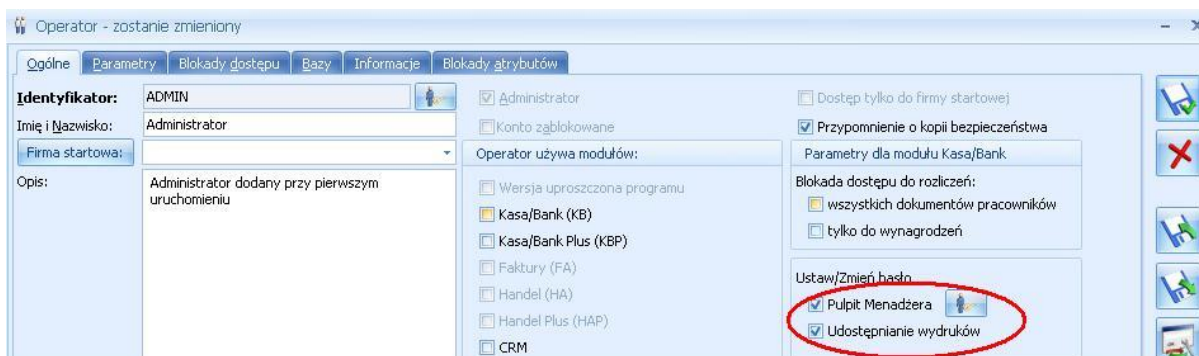 Operator - zostanie zmieniony
Ogólne Parametry Blokady dostępu Bazy Informacje Blokady atrybutów
Identyfikator: ADMIN
Imię i Nazwisko: Administrator
Firma startowa:
Opis: Administrator dodany przy pierwszym
uruchomieniu
Administrator
Konto zablokowane
Operator używa modułów:
Wersja uproszczona programu
Kasa/Bank (KB)
Kasa/Bank Plus (KBP)
Faktury (FA)
Handel (HA)
Handel Plus (HAP)
CRM
Dostęp tylko do firmy startowej
Przypomnienie o kopii bezpieczeństwa
Parametry dla modułu Kasa/Bank
Blokada dostępu do rozliczeń:
wszystkich dokumentów pracowników
tylko do wynagrodzeń
Ustaw/Zmień hasło
Pulpit Menadżera
Udostępnianie wydruków